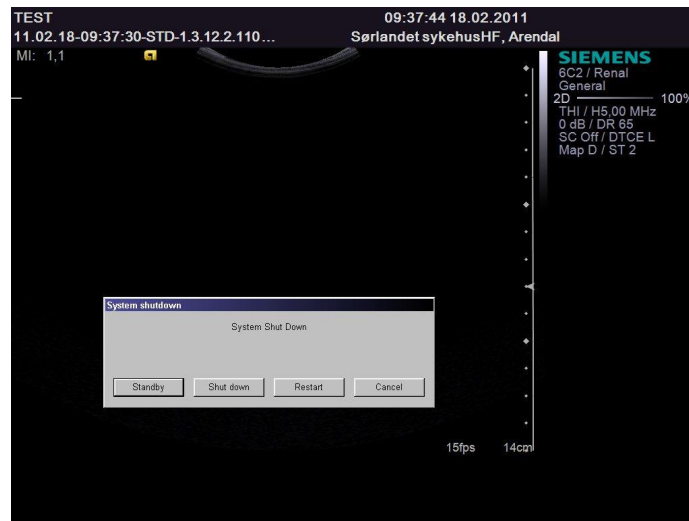 TEST
09:37:44 18.02.2011
11.02.18-09:37:30-STD-1.3.12.2.110...
Sørlandet sykehusHF, Arendal
MI: 1,1
SIEMENS
6C2 / Renal
General
2D 100%
THI / H5,00 MHz
0 dB / DR 65
SC Off / DTCE L
Map D / ST 2
System shutdown
System Shut Down
Standby Shut down Restart Cancel
15fps 14cm